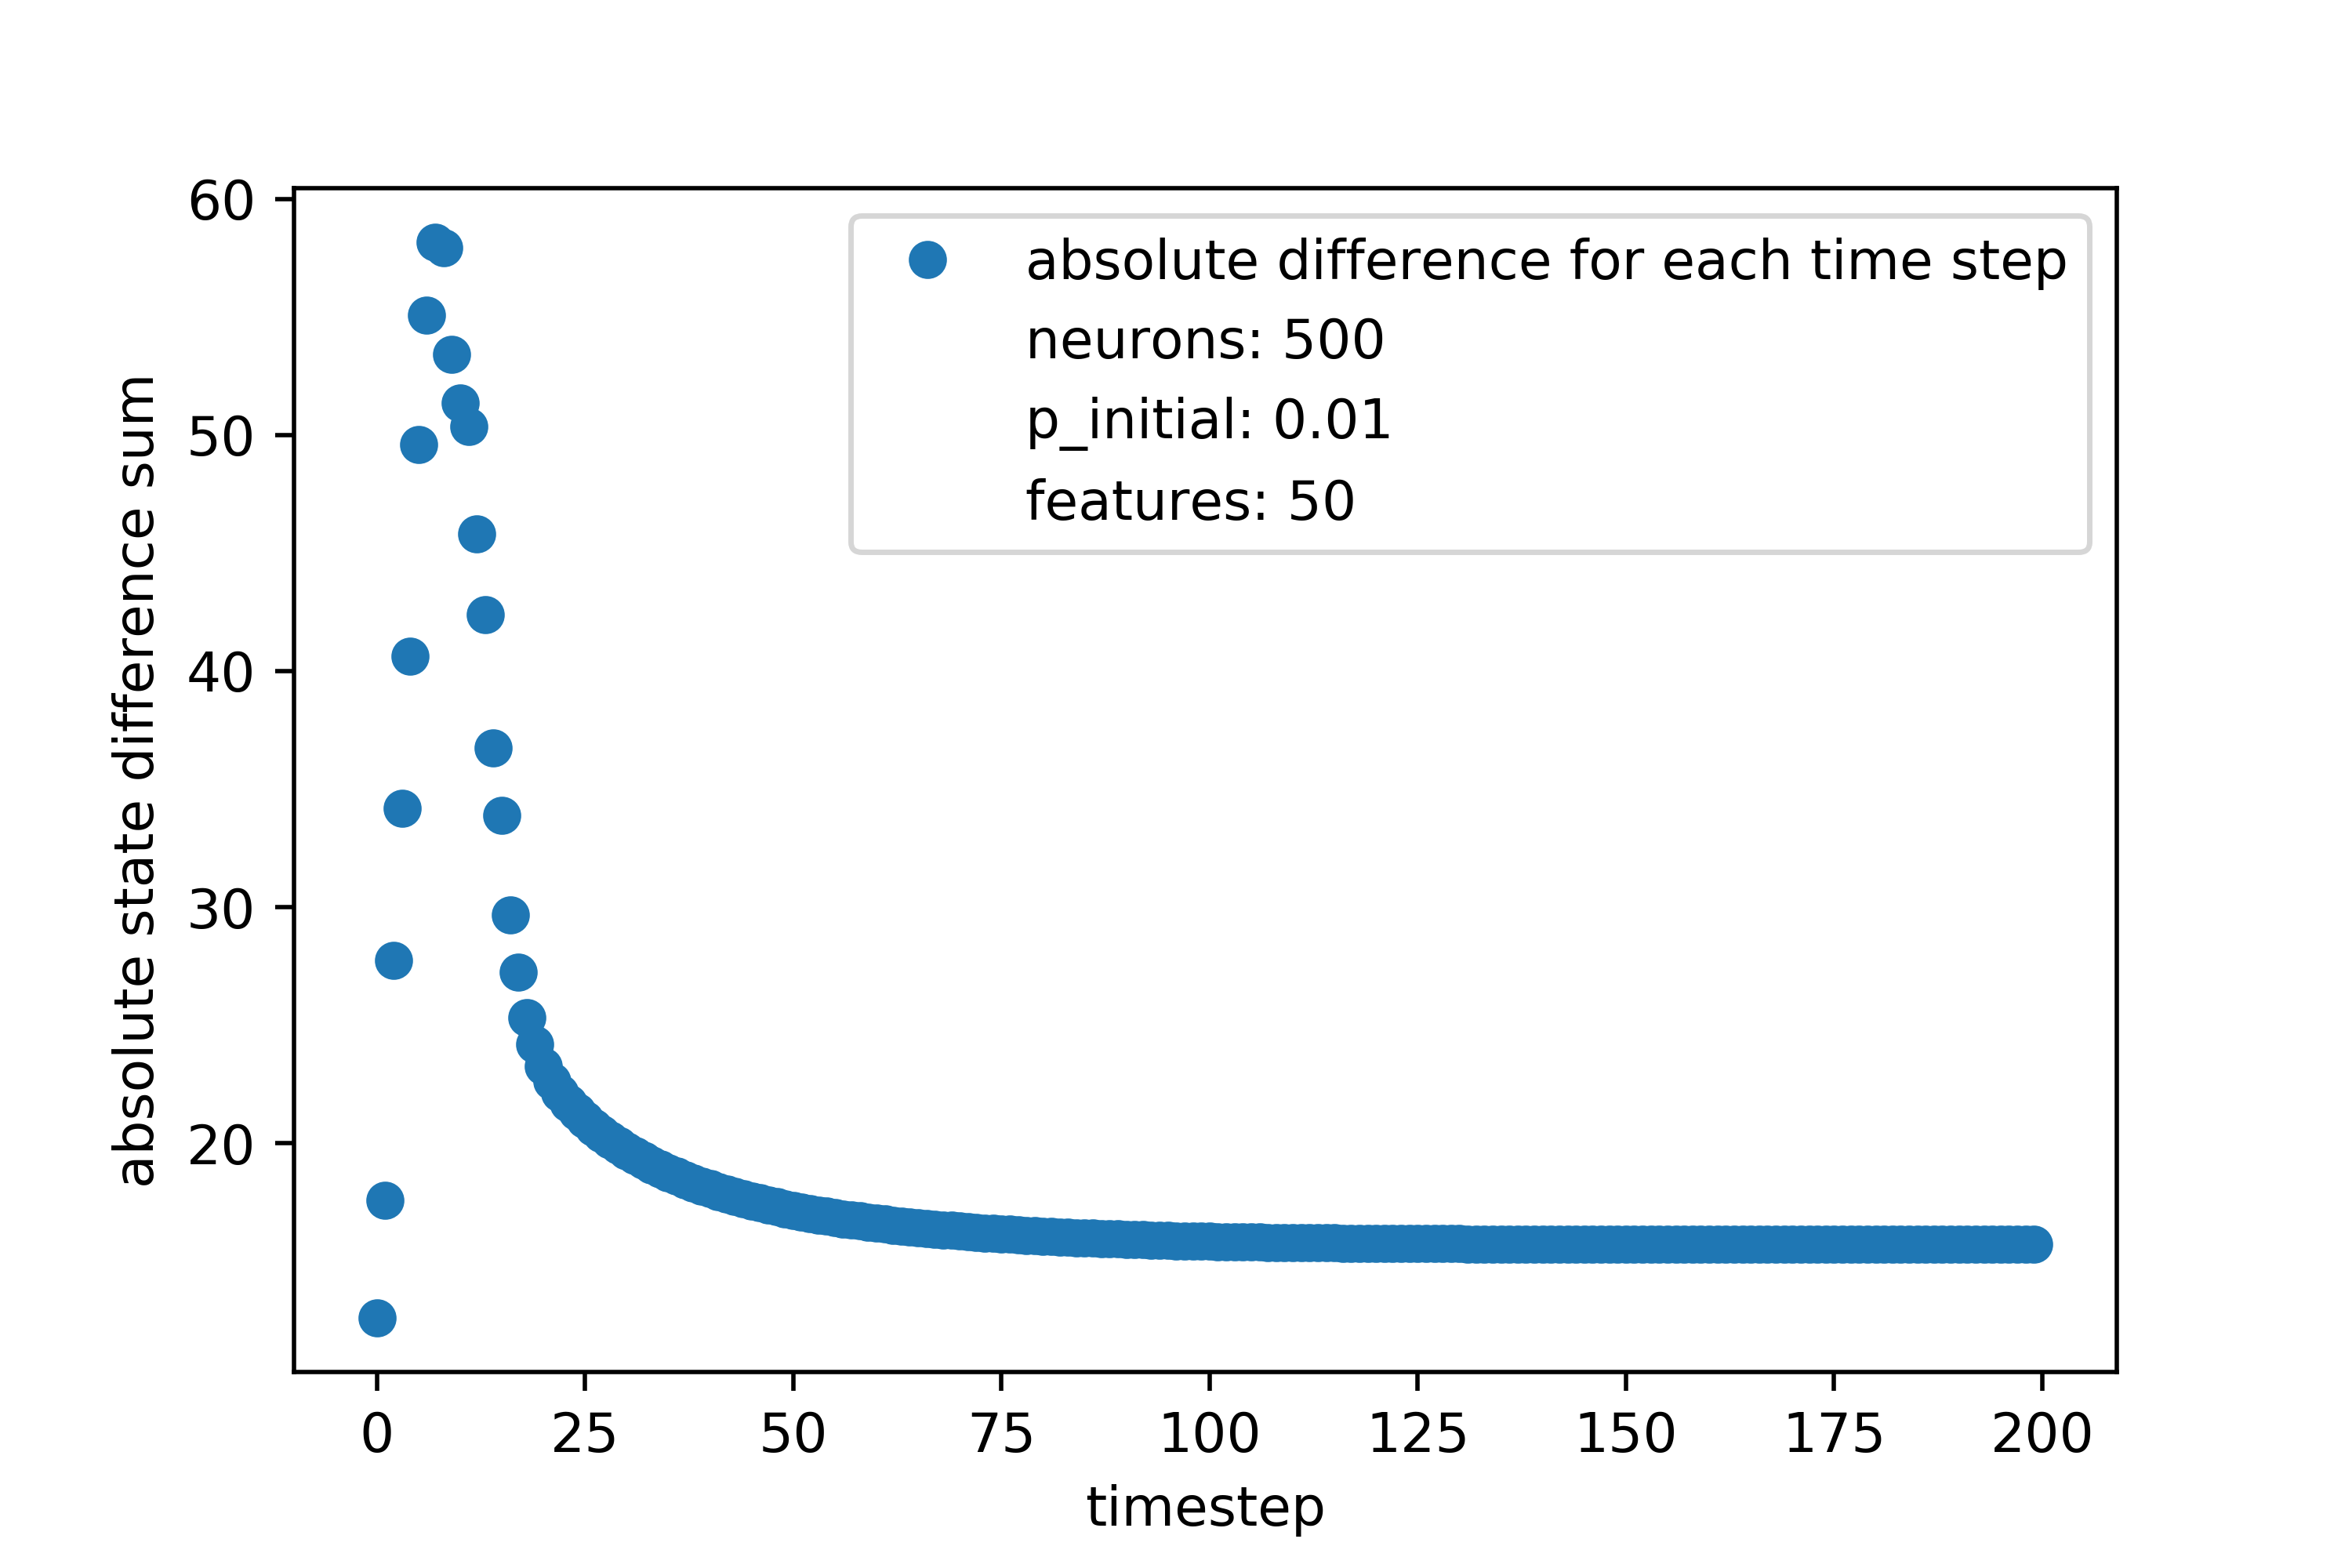 absolute state difference sum
60
50
40
30
20
absolute difference for each time step
neurons: 500
p_initial: 0.01
features: 50
0 25 50 75 100 125 150 175 200
timestep